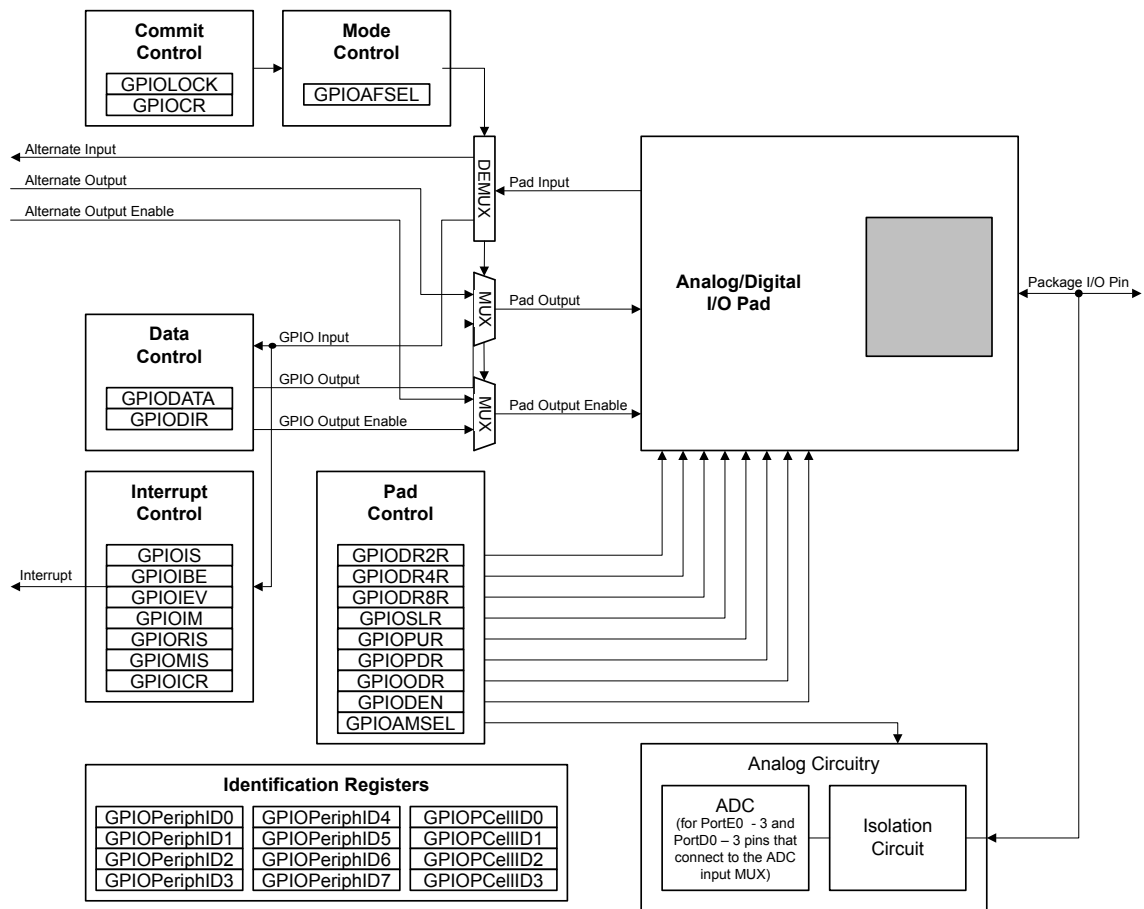 Commit
Control
GPIOLOCK
GPIOCR
Mode
Control
GPIOAFSEL
Alternate Input
Alternate Output
Alternate Output Enable
DEMUX
Pad Input
MUX
Pad Output
MUX
Pad Output Enable
Analog/Digital
I/O Pad
Package I/O Pin
Data
Control
GPIODATA
GPIODIR
GPIO Input
GPIO Output
GPIO Output Enable
Interrupt
Control
GPIOIS
GPIOIBE
GPIOIEV
GPIOIM
GPIORIS
GPIOMIS
GPIOICR
Interrupt
Pad
Control
GPIODR2R
GPIODR4R
GPIODR8R
GPIOSLR
GPIOPUR
GPIOPDR
GPIOODR
GPIODEN
GPIOAMSEL
Identification Registers
GPIOPeriphID0
GPIOPeriphID1
GPIOPeriphID2
GPIOPeriphID3
GPIOPeriphID4
GPIOPeriphID5
GPIOPeriphID6
GPIOPeriphID7
GPIOPCellID0
GPIOPCellID1
GPIOPCellID2
GPIOPCellID3
Analog Circuitry
ADC
(for PortE0 - 3 and
PortD0 – 3 pins that
connect to the ADC
input MUX)
Isolation
Circuit